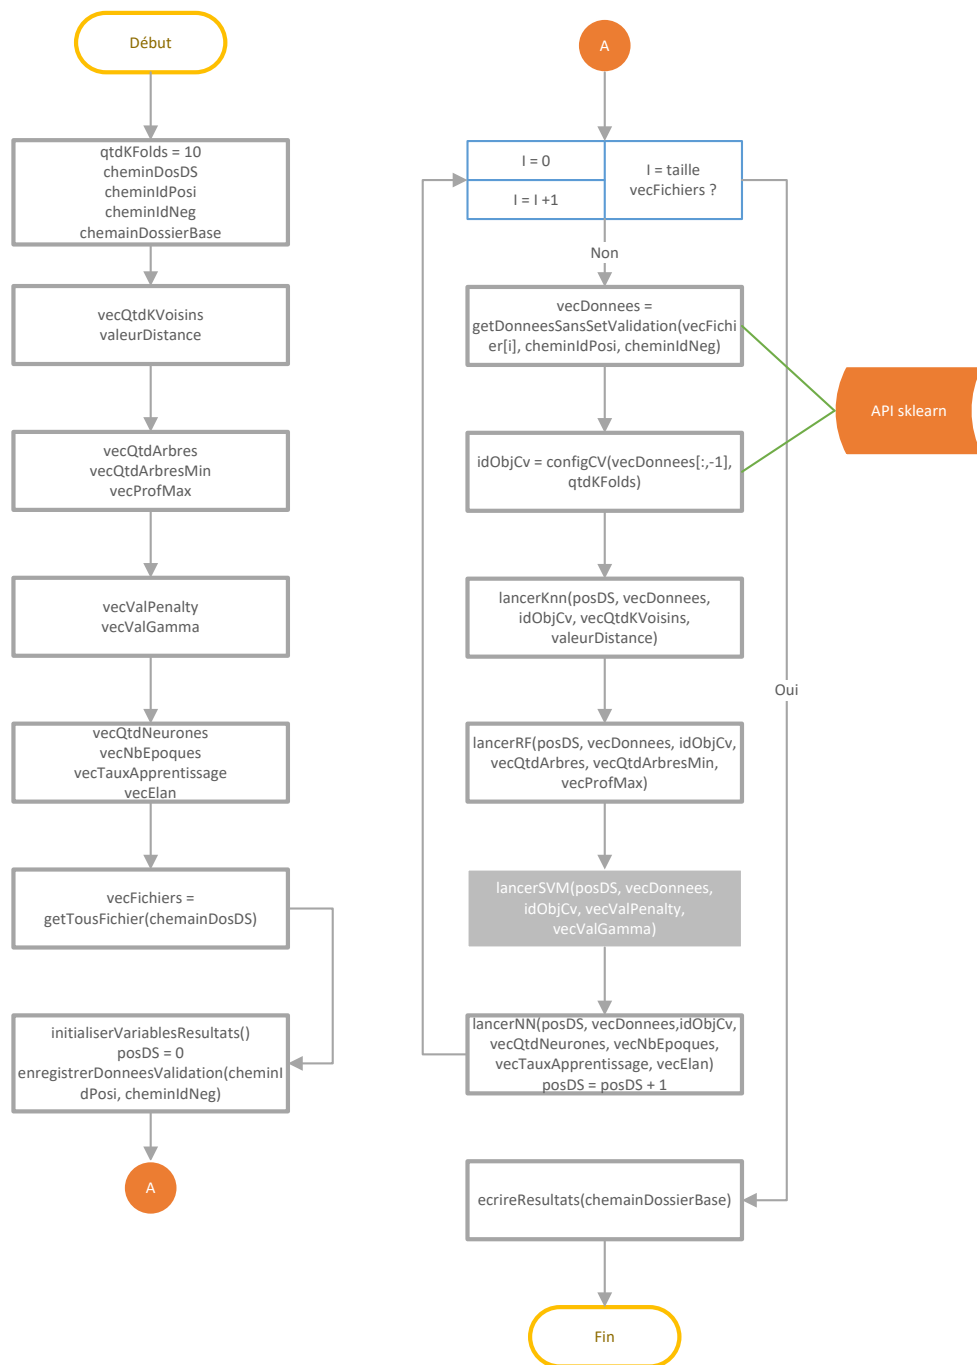 Début
qtdKFolds = 10
cheminDosDS
cheminIdPosi
cheminIdNeg
chemainDossierBase
vecQtdKVoisins
valeurDistance
vecQtdArbres
vecQtdArbresMin
vecProfMax
vecValPenalty
vecValGamma
vecQtdNeurones
vecNbEpoques
vecTauxApprentissage
vecElan
vecFichiers =
getTousFichier(chemainDosDS)
initialiserVariablesResultats()
posDS = 0
enregistrerDonneesValidation(cheminI
dPosi, cheminIdNeg)
A
A
I = 0
I = I +1
I = taille
vecFichiers ?
Non
vecDonnees =
getDonneesSansSetValidation(vecFichi
er[i], cheminIdPosi, cheminIdNeg)
API sklearn
idObjCv = configCV(vecDonnees[:,-1],
qtdKFolds)
lancerKnn(posDS, vecDonnees,
idObjCv, vecQtdKVoisins,
valeurDistance)
Oui
lancerRF(posDS, vecDonnees, idObjCv,
vecQtdArbres, vecQtdArbresMin,
vecProfMax)
lancerSVM(posDS, vecDonnees,
idObjCv, vecValPenalty,
vecValGamma)
lancerNN(posDS, vecDonnees,idObjCv,
vecQtdNeurones, vecNbEpoques,
vecTauxApprentissage, vecElan)
posDS = posDS + 1
ecrireResultats(chemainDossierBase)
Fin